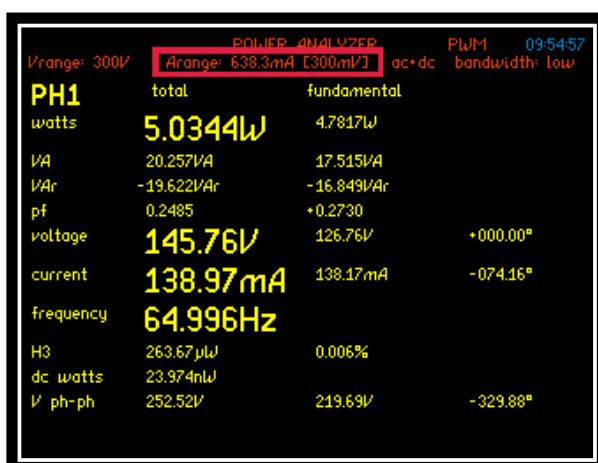 POWER ANALYZER PWM 09:54:57
Vrange: 300V Arange: 638.3mA [300mV] ac+dc bandwidth: low
PH1 total fundamental
watts 5.0344W 4.7817W
VA 20.257VA 17.515VA
VAr -19.622VAr -16.849VAr
pf 0.2485 +0.2730
voltage 145.76V 126.76V +000.00°
current 138.97mA 138.17mA -074.16°
frequency 64.996Hz
H3 263.67µW 0.006%
dc watts 23.974nW
V ph-ph 252.52V 219.69V -329.88°